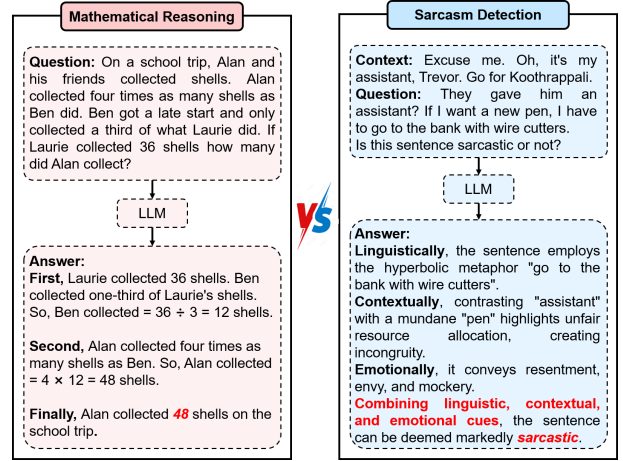 Mathematical Reasoning
Question: On a school trip, Alan and
his friends collected shells. Alan
collected four times as many shells as
Ben did. Ben got a late start and only
collected a third of what Laurie did. If
Laurie collected 36 shells how many
did Alan collect?
LLM
Answer:
First, Laurie collected 36 shells. Ben
collected one-third of Laurie's shells.
So, Ben collected = 36 ÷ 3 = 12 shells.
Second, Alan collected four times as
many shells as Ben. So, Alan collected
= 4 × 12 = 48 shells.
Finally, Alan collected 48 shells on the
school trip.
VS
Sarcasm Detection
Context: Excuse me. Oh, it's my
assistant, Trevor. Go for Koothrappali.
Question: They gave him an
assistant? If I want a new pen, I have
to go to the bank with wire cutters.
Is this sentence sarcastic or not?
LLM
Answer:
Linguistically, the sentence employs
the hyperbolic metaphor "go to the
bank with wire cutters".
Contextually, contrasting "assistant"
with a mundane "pen" highlights unfair
resource allocation, creating
incongruity.
Emotionally, it conveys resentment,
envy, and mockery.
Combining linguistic, contextual,
and emotional cues, the sentence
can be deemed markedly sarcastic.